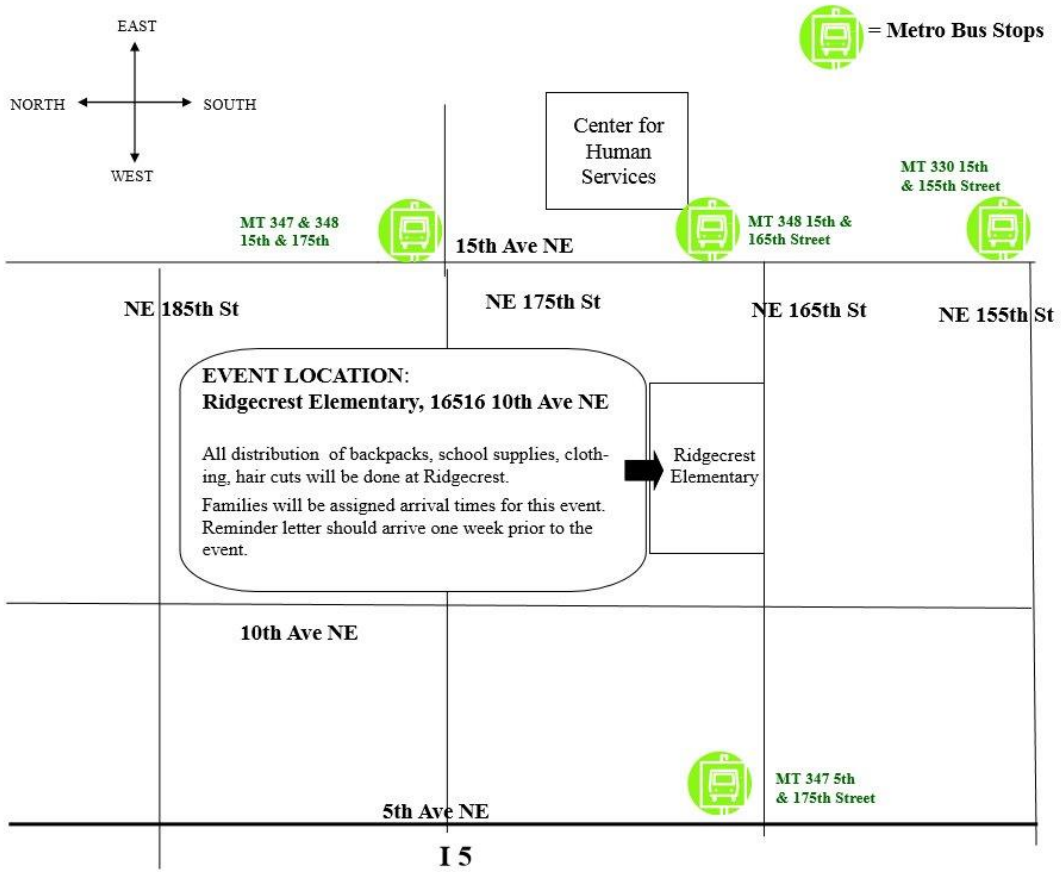 EAST
= Metro Bus Stops
NORTH
SOUTH
WEST
Center for
Human
Services
MT 330 15th
& 155th Street
MT 347 & 348
15th & 175th
MT 348 15th &
165th Street
15th Ave NE
NE 185th St
NE 175th St
NE 165th St
NE 155th St
EVENT LOCATION:
Ridgecrest Elementary, 16516 10th Ave NE
All distribution of backpacks, school supplies, cloth-
ing, hair cuts will be done at Ridgecrest.
Families will be assigned arrival times for this event.
Reminder letter should arrive one week prior to the
event.
Ridgecrest
Elementary
10th Ave NE
MT 347 5th
& 175th Street
5th Ave NE
I 5